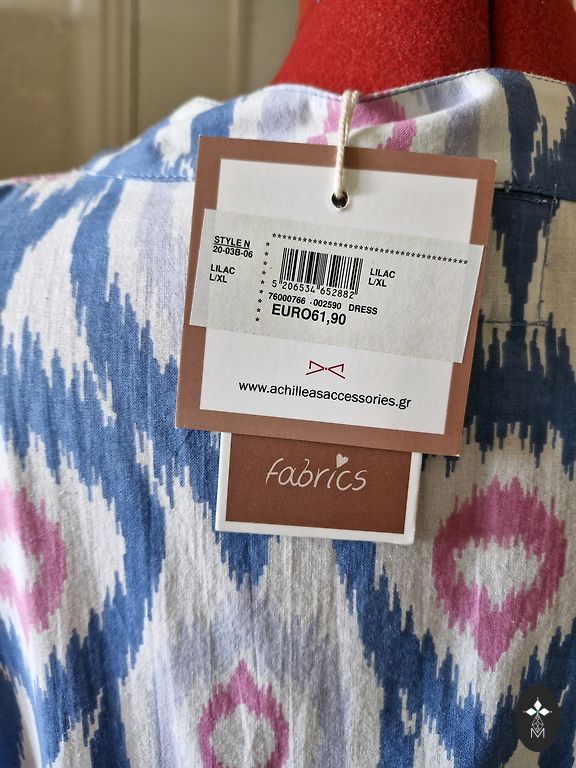 STYLE N
20-03B-06
LILAC
L/XL
LILAC
L/XL
5 206534 652882
76000766 -002590 DRESS
EURO61,90
www.achilleasaccessories.gr
fabrics